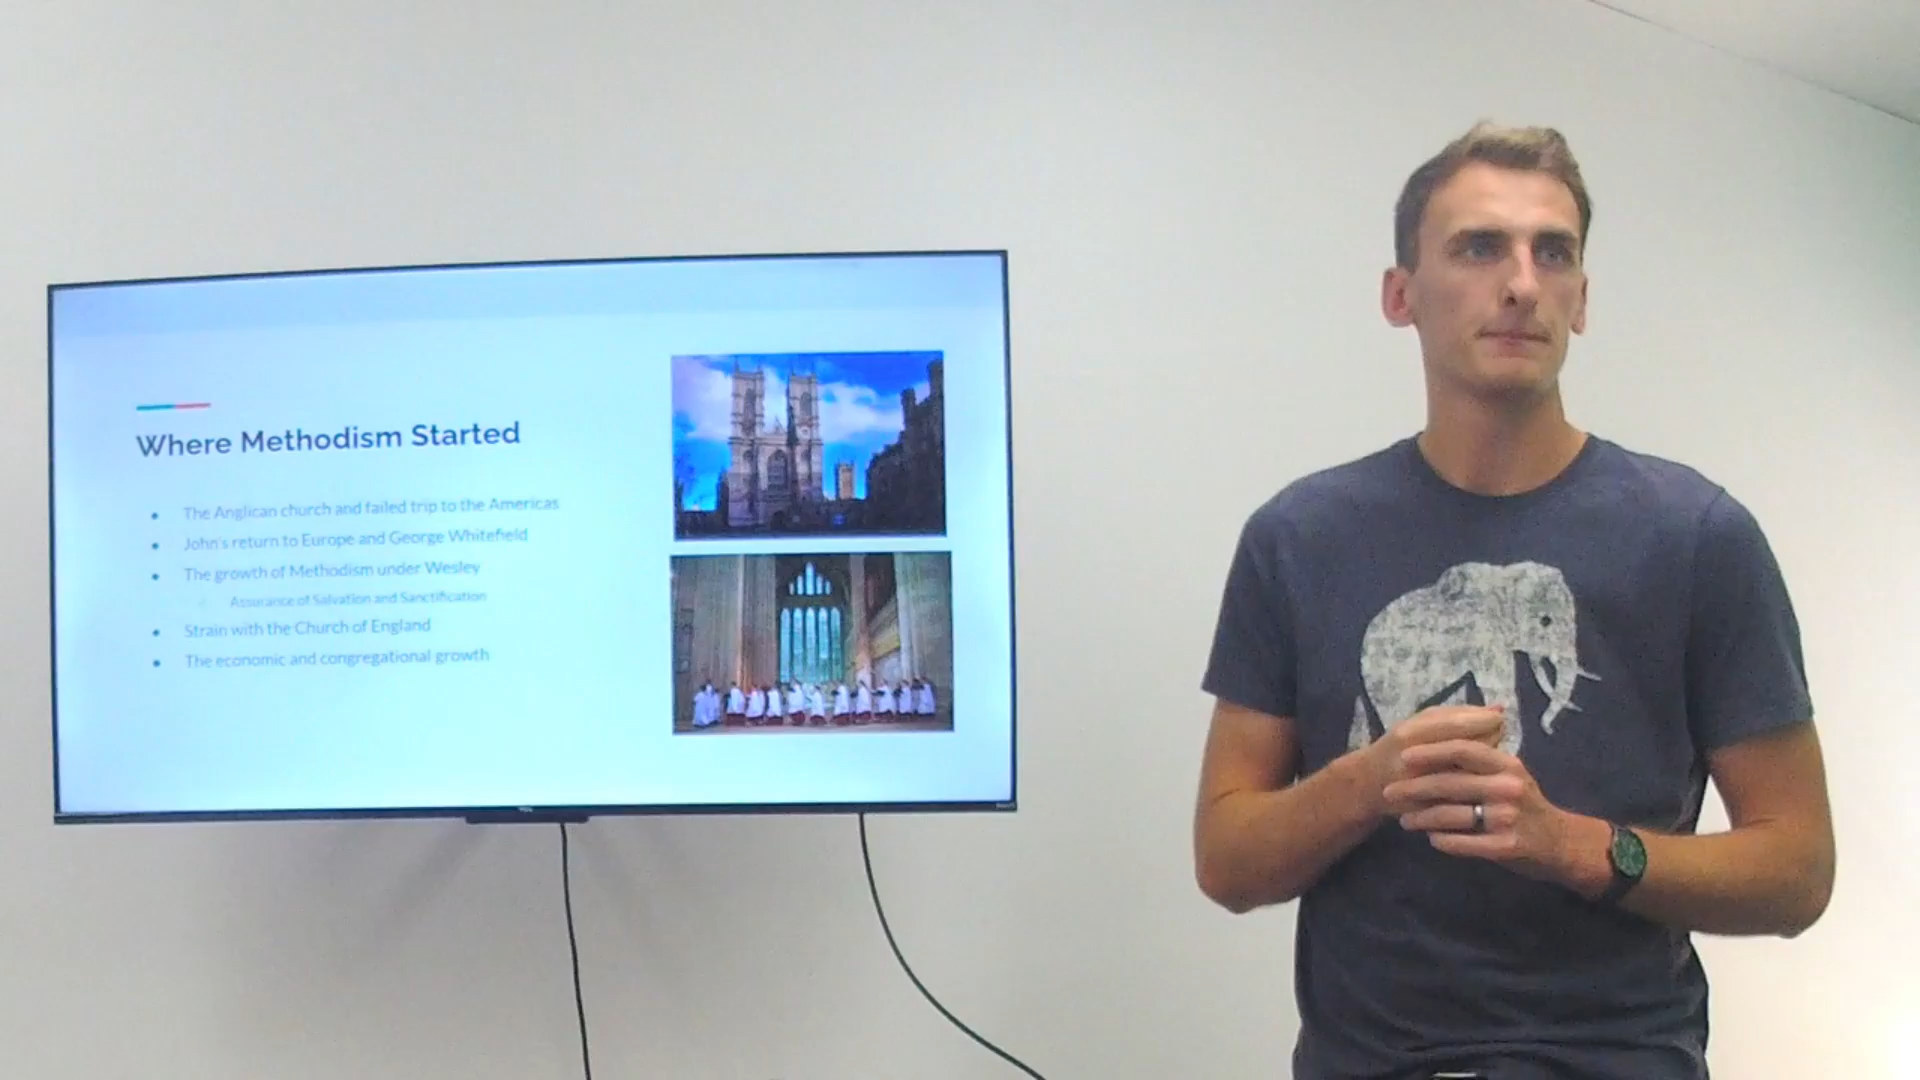 Where Methodism Started
The Anglican church and failed trip to the Americas
John's return to Europe and George Whitefield
The growth of Methodism under Wesley
Assurance of Salvation and Sanctification
Strain with the Church of England
The economic and congregational growth